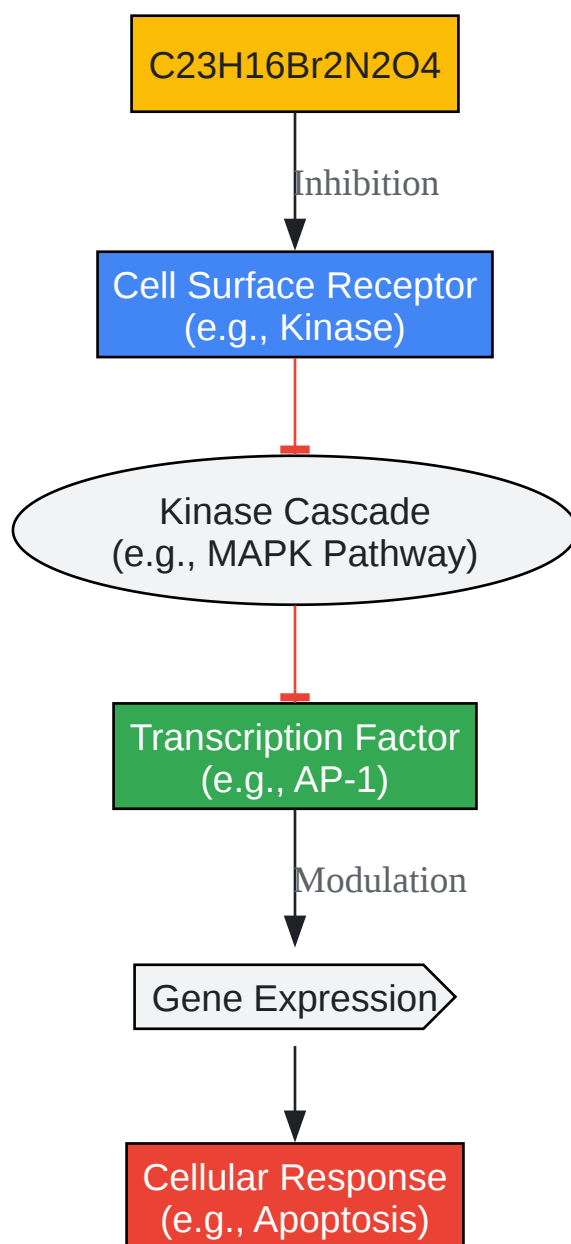 C23H16Br2N2O4
Inhibition
Cell Surface Receptor
(e.g., Kinase)
Kinase Cascade
(e.g., MAPK Pathway)
Transcription Factor
(e.g., AP-1)
Modulation
Gene Expression
Cellular Response
(e.g., Apoptosis)